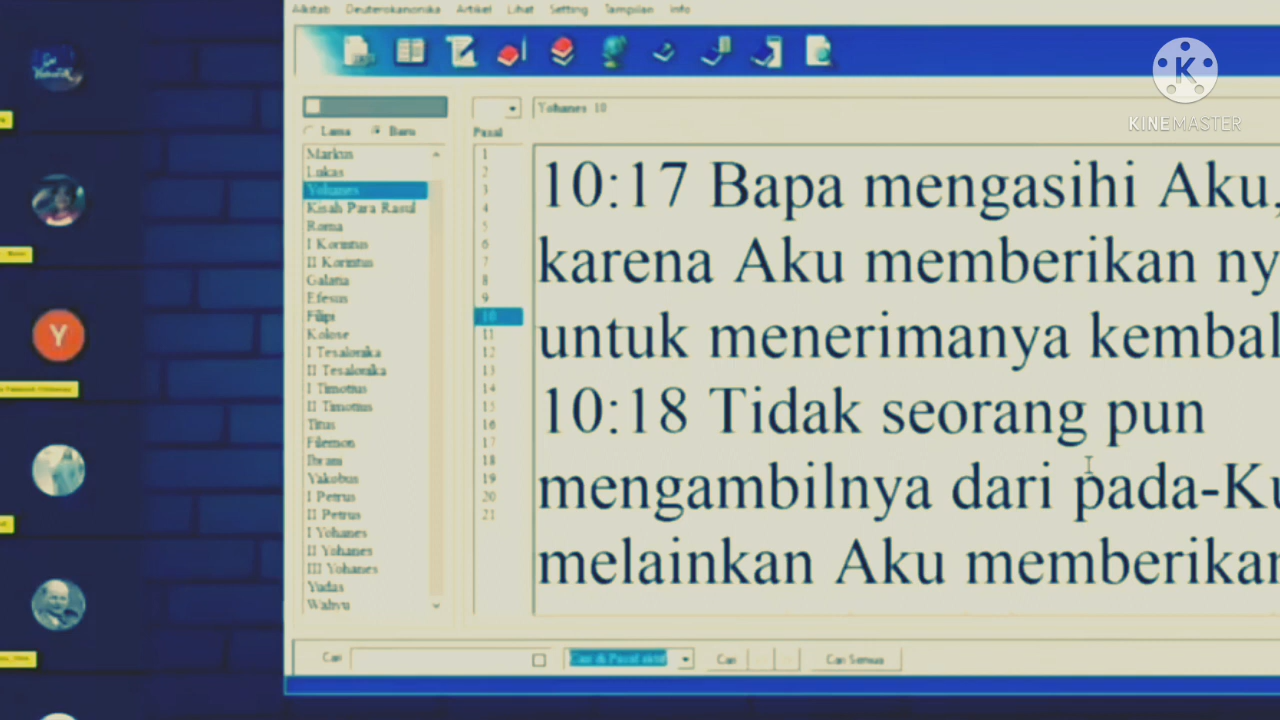 Alkitab Deuterokanonika Artikel Lihat Setting Tampilan Info
KINEMASTER
K
Yohanes 10
Lama Baru
Pasal
Markus
Lukas
Yohanes
Kisah Para Rasul
Roma
I Korintus
II Korintus
Galatia
Efesus
Filipi
Kolose
I Tesalonika
II Tesalonika
I Timotius
II Timotius
Titus
Filemon
Ibrani
Yakobus
I Petrus
II Petrus
I Yohanes
II Yohanes
III Yohanes
Yudas
Wahyu
1
2
3
4
5
6
7
8
9
10
11
12
13
14
15
16
17
18
19
20
21
10:17 Bapa mengasihi Aku,
karena Aku memberikan ny
untuk menerimanya kembal
10:18 Tidak seorang pun
mengambilnya dari pada-Ku
melainkan Aku memberikan
Y
Cari
Cari di Pasal aktif
Cari
Cari Semua